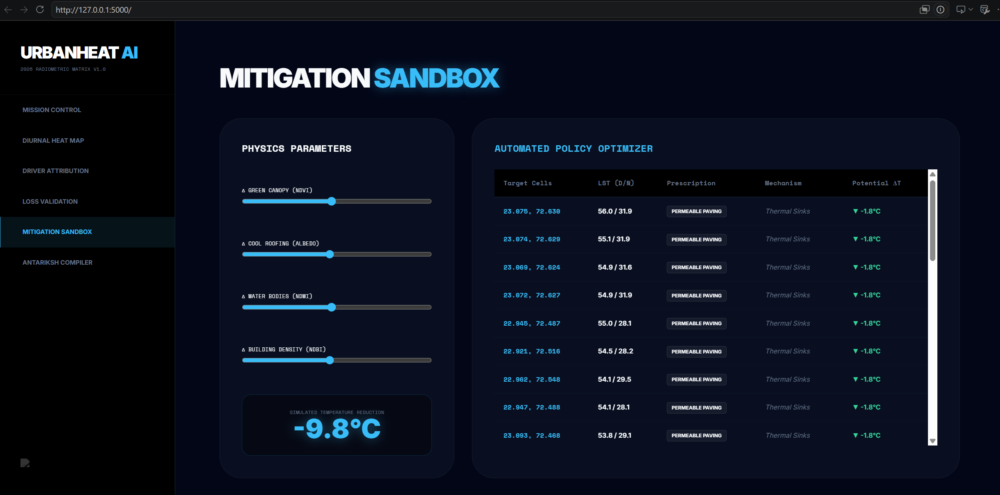 http://127.0.0.1:5000/
URBANHEAT AI
2026 RADIOMETRIC MATRIX V1.0
MISSION CONTROL
DIURNAL HEAT MAP
DRIVER ATTRIBUTION
LOSS VALIDATION
MITIGATION SANDBOX
ANTARIKSH COMPILER
MITIGATION SANDBOX
PHYSICS PARAMETERS
Δ GREEN CANOPY (NDVI)
Δ COOL ROOFING (ALBEDO)
Δ WATER BODIES (NDWI)
Δ BUILDING DENSITY (NDBI)
SIMULATED TEMPERATURE REDUCTION
-9.8°C
AUTOMATED POLICY OPTIMIZER
Target Cells LST (D/N) Prescription Mechanism Potential ΔT
23.075, 72.630 56.0 / 31.9 PERMEABLE PAVING Thermal Sinks ▼ -1.8°C
23.074, 72.629 55.1 / 31.9 PERMEABLE PAVING Thermal Sinks ▼ -1.8°C
23.069, 72.624 54.9 / 31.6 PERMEABLE PAVING Thermal Sinks ▼ -1.8°C
23.072, 72.627 54.9 / 31.9 PERMEABLE PAVING Thermal Sinks ▼ -1.8°C
22.945, 72.487 55.0 / 28.1 PERMEABLE PAVING Thermal Sinks ▼ -1.8°C
22.921, 72.516 54.5 / 28.2 PERMEABLE PAVING Thermal Sinks ▼ -1.8°C
22.962, 72.548 54.1 / 29.5 PERMEABLE PAVING Thermal Sinks ▼ -1.8°C
22.947, 72.488 54.1 / 28.1 PERMEABLE PAVING Thermal Sinks ▼ -1.8°C
23.093, 72.468 53.8 / 29.1 PERMEABLE PAVING Thermal Sinks ▼ -1.8°C